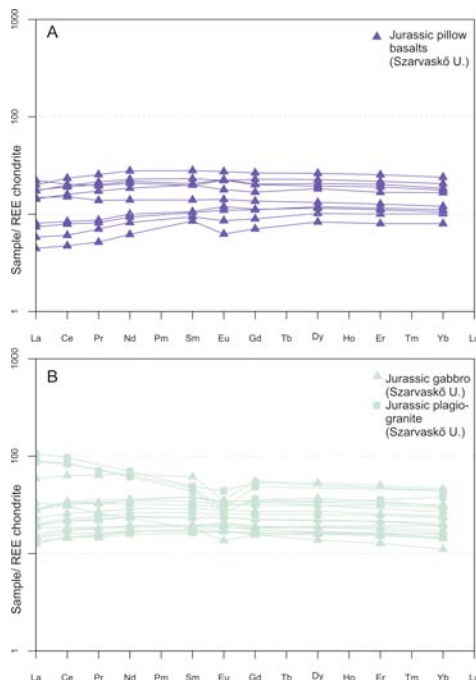 1000
A
Jurassic pillow
basalts
(Szarvaskő U.)
100
Sample/ REE chondrite
1
La Ce Pr Nd Pm Sm Eu Gd Tb Dy Ho Er Tm Yb Lu
1000
B
Jurassic gabbro
(Szarvaskő U.)
Jurassic plagio-
granite
(Szarvaskő U.)
100
Sample/ REE chondrite
1
La Ce Pr Nd Pm Sm Eu Gd Tb Dy Ho Er Tm Yb